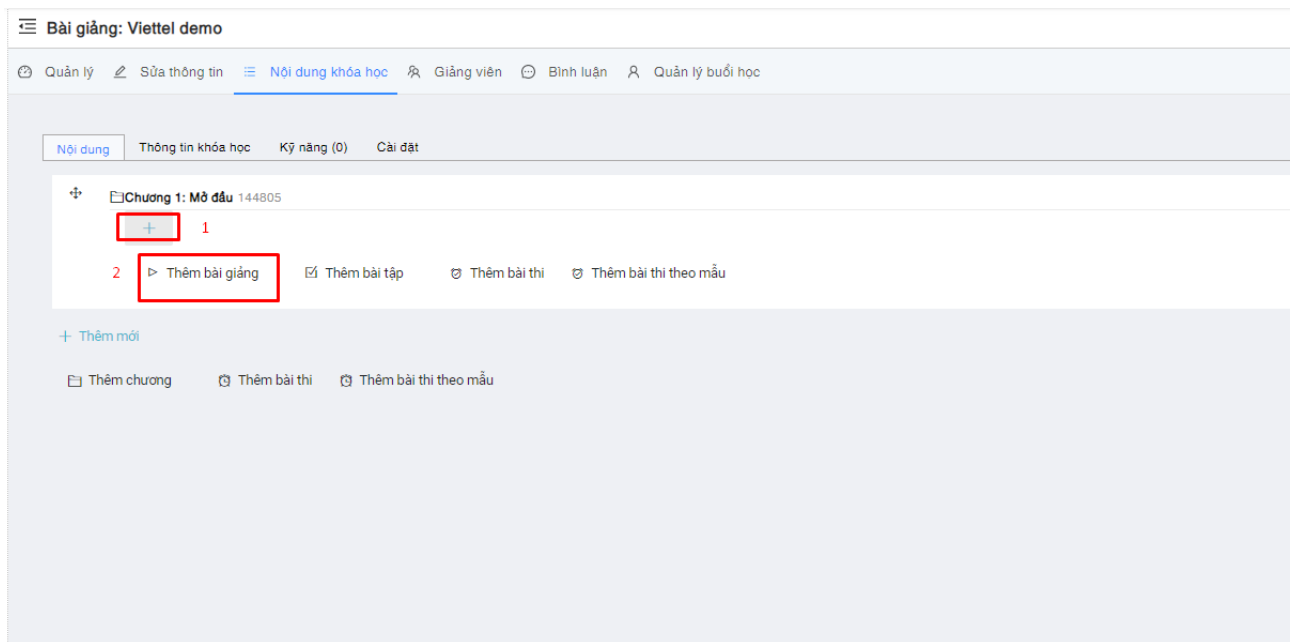 Bài giảng: Viettel demo
Quản lý Sửa thông tin Nội dung khóa học Giảng viên Bình luận Quản lý buổi học
Nội dung Thông tin khóa học Kỹ năng (0) Cài đặt
Chương 1: Mở đầu 144805
+ 1
2 Thêm bài giảng Thêm bài tập Thêm bài thi Thêm bài thi theo mẫu
+ Thêm mới
Thêm chương Thêm bài thi Thêm bài thi theo mẫu